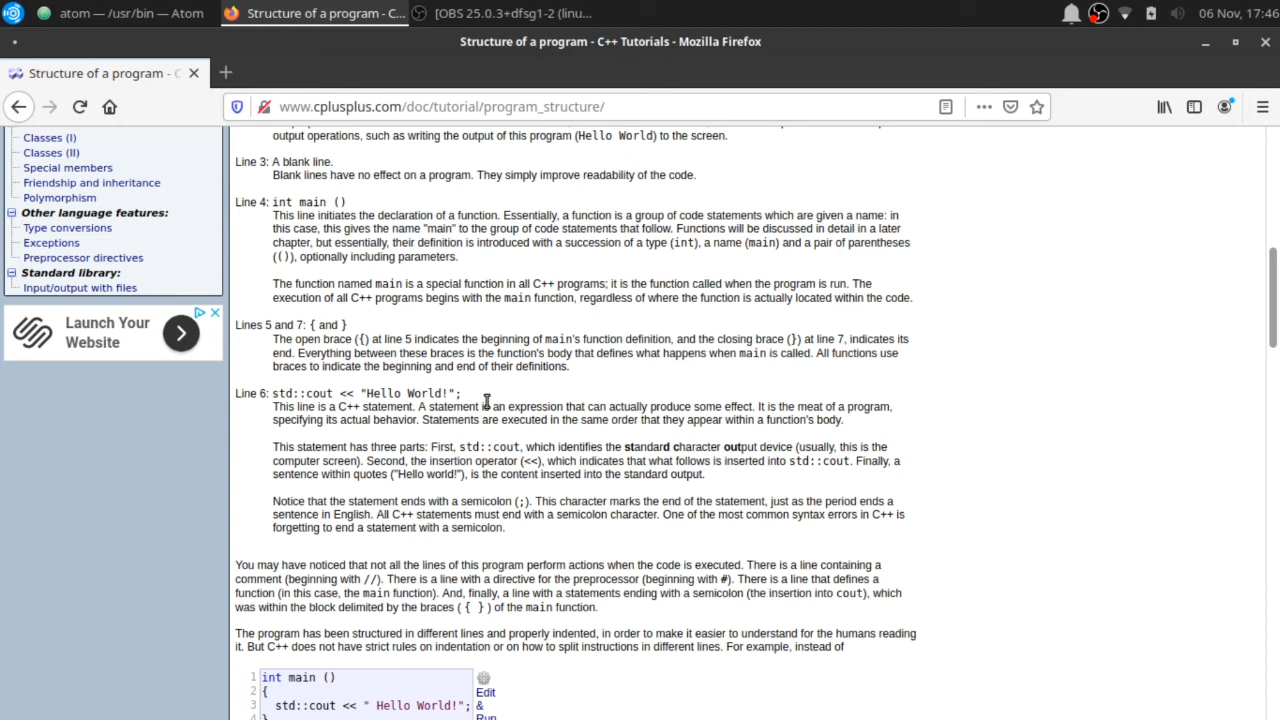 atom — /usr/bin — Atom
Structure of a program - C...
[OBS 25.0.3+dfsg1-2 (linu...
06 Nov, 17:46
Structure of a program - C++ Tutorials - Mozilla Firefox
Structure of a program - C
www.cplusplus.com/doc/tutorial/program_structure/
Classes (I)
Classes (II)
Special members
Friendship and inheritance
Polymorphism
Other language features:
Type conversions
Exceptions
Preprocessor directives
Standard library:
Input/output with files
Launch Your
Website
output operations, such as writing the output of this program (Hello World) to the screen.
Line 3: A blank line.
Blank lines have no effect on a program. They simply improve readability of the code.
Line 4: int main ()
This line initiates the declaration of a function. Essentially, a function is a group of code statements which are given a name: in
this case, this gives the name "main" to the group of code statements that follow. Functions will be discussed in detail in a later
chapter, but essentially, their definition is introduced with a succession of a type (int), a name (main) and a pair of parentheses
(()), optionally including parameters.
The function named main is a special function in all C++ programs; it is the function called when the program is run. The
execution of all C++ programs begins with the main function, regardless of where the function is actually located within the code.
Lines 5 and 7: { and }
The open brace ({) at line 5 indicates the beginning of main's function definition, and the closing brace (}) at line 7, indicates its
end. Everything between these braces is the function's body that defines what happens when main is called. All functions use
braces to indicate the beginning and end of their definitions.
Line 6: std::cout << "Hello World!";
This line is a C++ statement. A statement is an expression that can actually produce some effect. It is the meat of a program,
specifying its actual behavior. Statements are executed in the same order that they appear within a function's body.
This statement has three parts: First, std::cout, which identifies the standard character output device (usually, this is the
computer screen). Second, the insertion operator (<<), which indicates that what follows is inserted into std::cout. Finally, a
sentence within quotes ("Hello world!"), is the content inserted into the standard output.
Notice that the statement ends with a semicolon (;). This character marks the end of the statement, just as the period ends a
sentence in English. All C++ statements must end with a semicolon character. One of the most common syntax errors in C++ is
forgetting to end a statement with a semicolon.
You may have noticed that not all the lines of this program perform actions when the code is executed. There is a line containing a
comment (beginning with //). There is a line with a directive for the preprocessor (beginning with #). There is a line that defines a
function (in this case, the main function). And, finally, a line with a statements ending with a semicolon (the insertion into cout), which
was within the block delimited by the braces ( { } ) of the main function.
The program has been structured in different lines and properly indented, in order to make it easier to understand for the humans reading
it. But C++ does not have strict rules on indentation or on how to split instructions in different lines. For example, instead of
1 int main ()
2 {
3 std::cout << " Hello World!";
4 }
Edit
&
Run